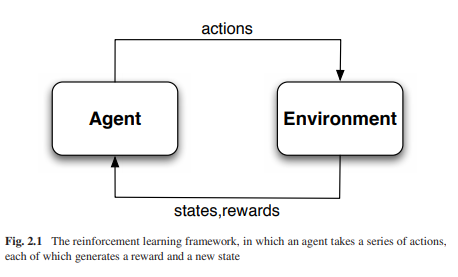 actions
Agent
Environment
states,rewards
Fig. 2.1 The reinforcement learning framework, in which an agent takes a series of actions,
each of which generates a reward and a new state